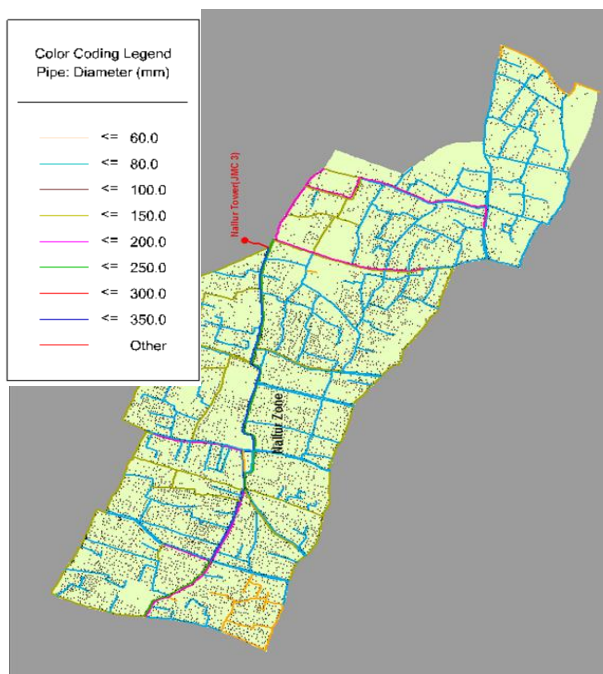 Color Coding Legend
Pipe: Diameter (mm)
<= 60.0
<= 80.0
<= 100.0
<= 150.0
<= 200.0
<= 250.0
<= 300.0
<= 350.0
Other
Nallur Tower(JMC 3)
Nallur Zone